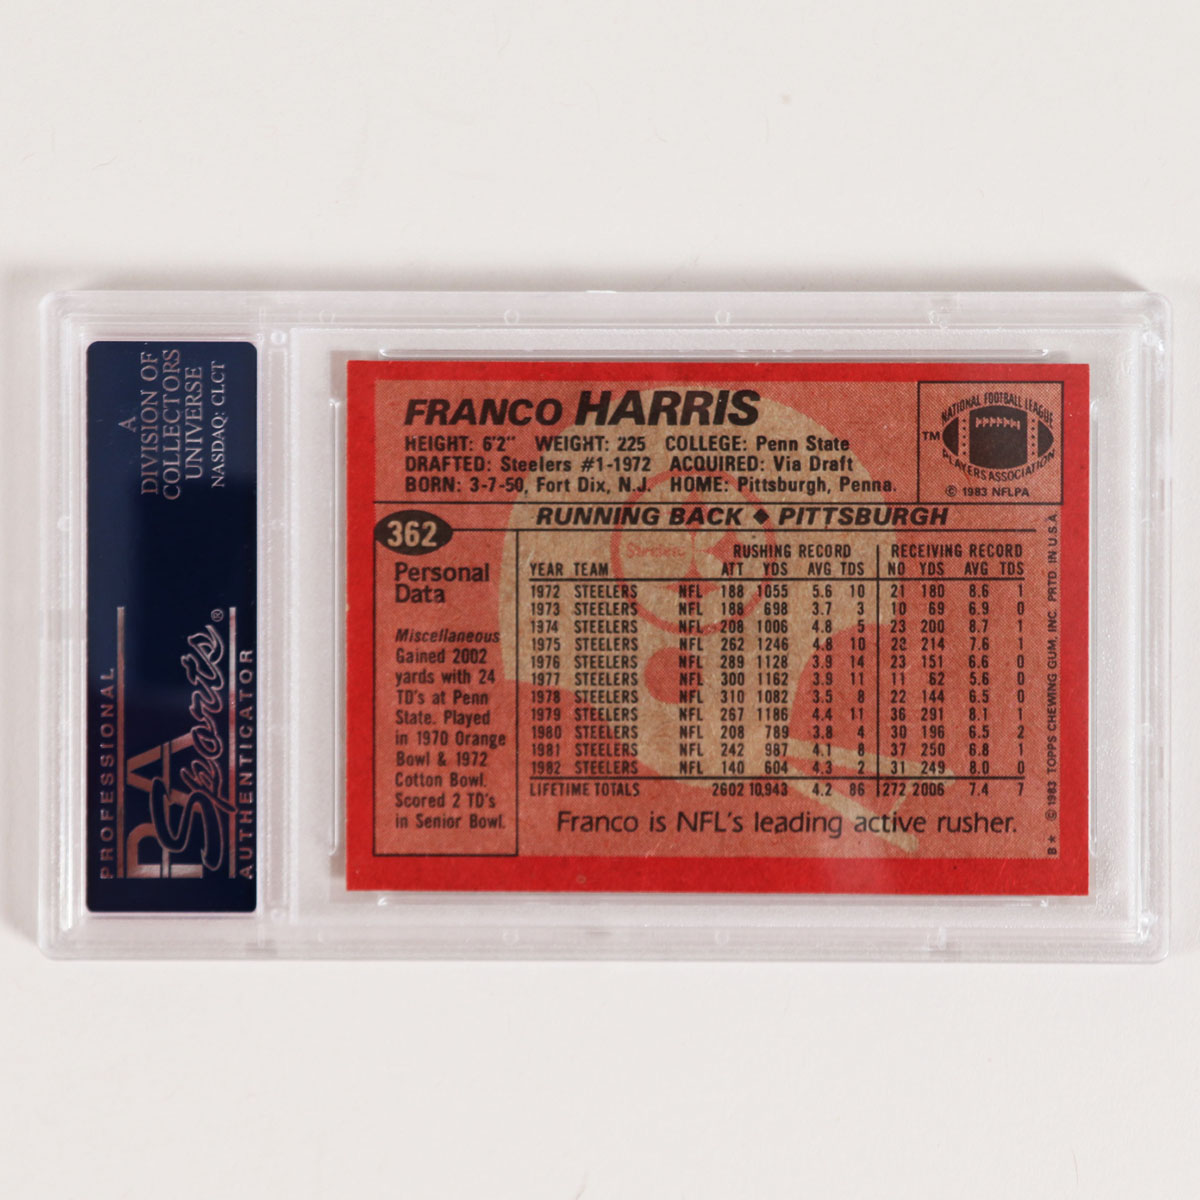 A
DIVISION OF
COLLECTORS
UNIVERSE
NASDAQ: CLCT
PROFESSIONAL
PSA
Sports®
AUTHENTICATOR
FRANCO HARRIS
HEIGHT: 6'2" WEIGHT: 225 COLLEGE: Penn State
DRAFTED: Steelers #1-1972 ACQUIRED: Via Draft
BORN: 3-7-50, Fort Dix, N.J. HOME: Pittsburgh, Penna.
NATIONAL FOOTBALL LEAGUE
TM
PLAYERS ASSOCIATION
© 1983 NFLPA
362
RUNNING BACK ◆ PITTSBURGH
Personal
Data
Miscellaneous
Gained 2002
yards with 24
TD's at Penn
State. Played
in 1970 Orange
Bowl & 1972
Cotton Bowl.
Scored 2 TD's
in Senior Bowl.
Steelers
RUSHING RECORD RECEIVING RECORD
YEAR TEAM ATT YDS AVG TDS NO YDS AVG TDS
1972 STEELERS NFL 188 1055 5.6 10 21 180 8.6 1
1973 STEELERS NFL 188 698 3.7 3 10 69 6.9 0
1974 STEELERS NFL 208 1006 4.8 5 23 200 8.7 1
1975 STEELERS NFL 262 1246 4.8 10 22 214 7.6 1
1976 STEELERS NFL 289 1128 3.9 14 23 151 6.6 0
1977 STEELERS NFL 300 1162 3.9 11 11 62 5.6 0
1978 STEELERS NFL 310 1082 3.5 8 22 144 6.5 0
1979 STEELERS NFL 267 1186 4.4 11 36 291 8.1 1
1980 STEELERS NFL 208 789 3.8 4 30 196 6.5 2
1981 STEELERS NFL 242 987 4.1 8 37 250 6.8 1
1982 STEELERS NFL 140 604 4.3 2 31 249 8.0 0
LIFETIME TOTALS 2602 10,943 4.2 86 272 2006 7.4 7
Franco is NFL's leading active rusher.
B* © 1983 TOPPS CHEWING GUM, INC. PRTD. IN U.S.A.